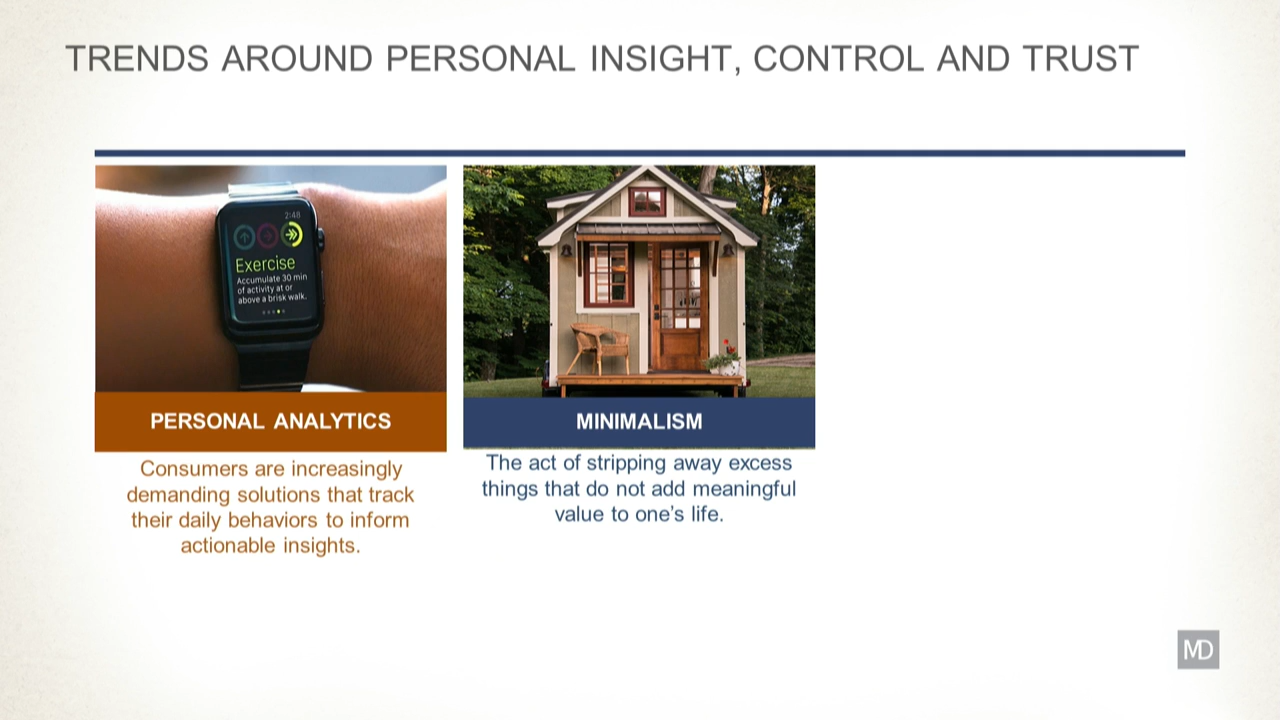 TRENDS AROUND PERSONAL INSIGHT, CONTROL AND TRUST
2:48
Exercise
Accumulate 30 min
of activity at or
above a brisk walk.
PERSONAL ANALYTICS
Consumers are increasingly
demanding solutions that track
their daily behaviors to inform
actionable insights.
MINIMALISM
The act of stripping away excess
things that do not add meaningful
value to one's life.
MD